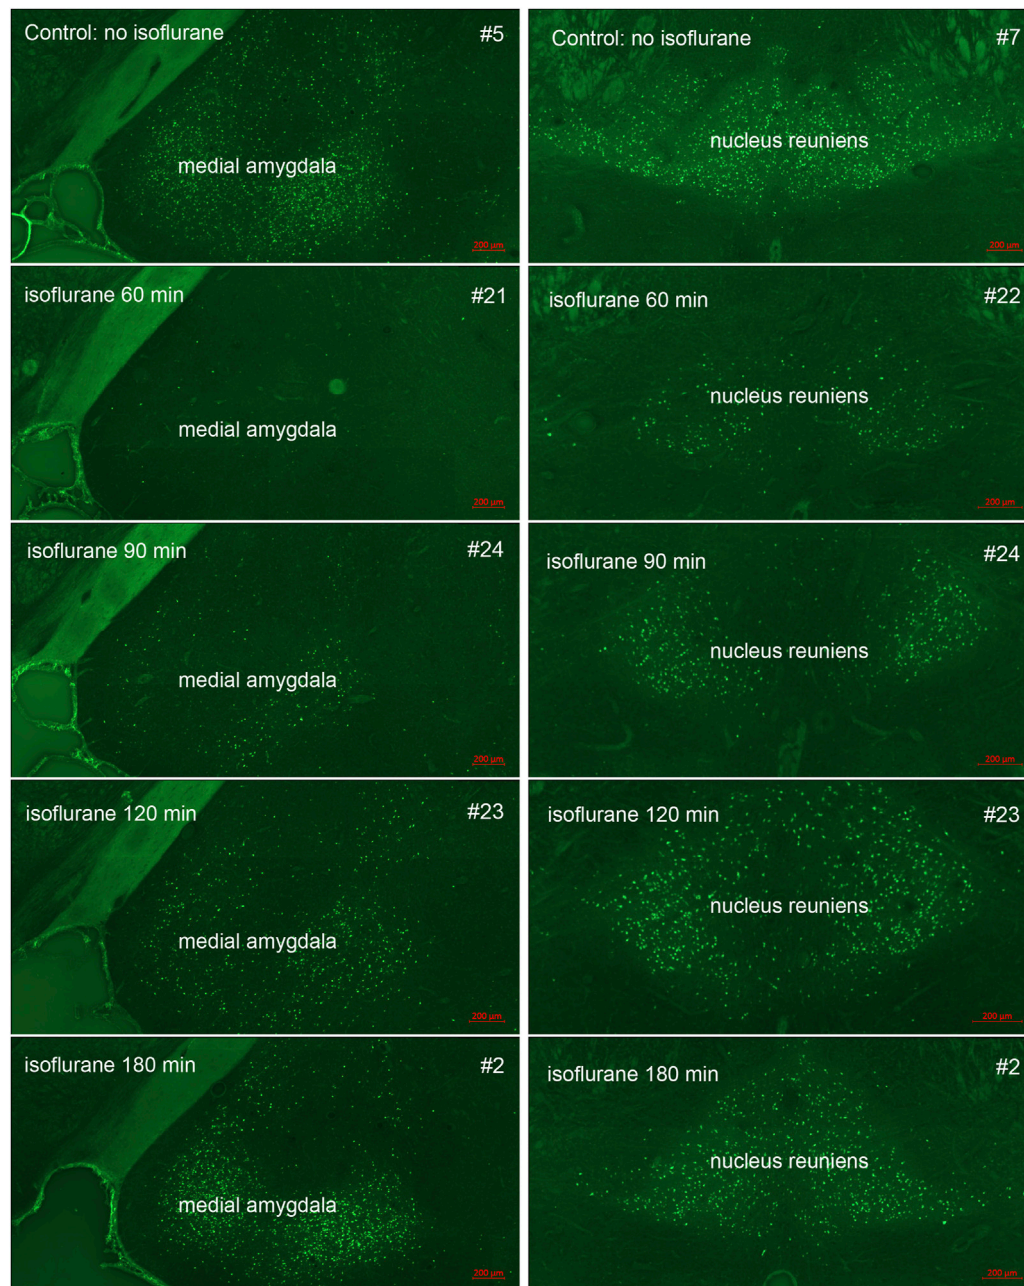 Control: no isoflurane #5
medial amygdala
200 µm
Control: no isoflurane #7
nucleus reuniens
200 µm
isoflurane 60 min #21
medial amygdala
200 µm
isoflurane 60 min #22
nucleus reuniens
200 µm
isoflurane 90 min #24
medial amygdala
200 µm
isoflurane 90 min #24
nucleus reuniens
200 µm
isoflurane 120 min #23
medial amygdala
200 µm
isoflurane 120 min #23
nucleus reuniens
200 µm
isoflurane 180 min #2
medial amygdala
200 µm
isoflurane 180 min #2
nucleus reuniens
200 µm